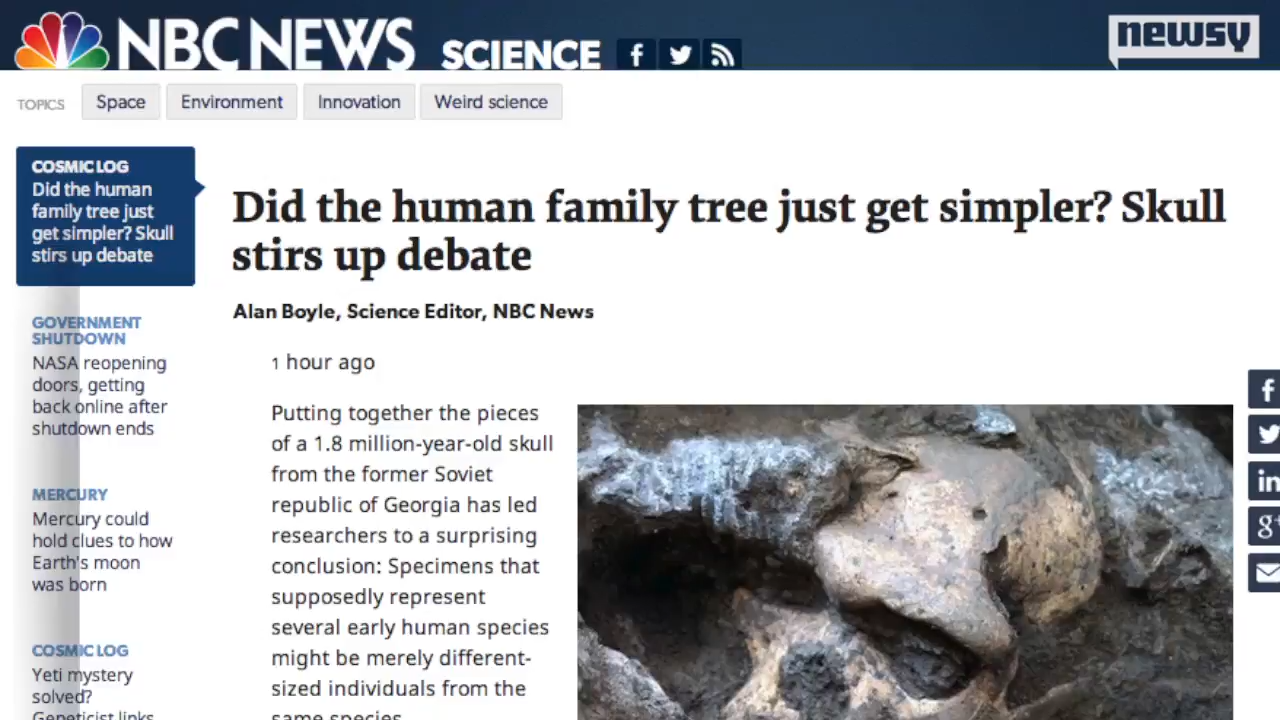 NBC NEWS SCIENCE
newsy
TOPICS Space Environment Innovation Weird science
COSMIC LOG
Did the human
family tree just
get simpler? Skull
stirs up debate
GOVERNMENT
SHUTDOWN
NASA reopening
doors, getting
back online after
shutdown ends
MERCURY
Mercury could
hold clues to how
Earth's moon
was born
COSMIC LOG
Yeti mystery
solved?
Geneticist links
Did the human family tree just get simpler? Skull
stirs up debate
Alan Boyle, Science Editor, NBC News
1 hour ago
Putting together the pieces
of a 1.8 million-year-old skull
from the former Soviet
republic of Georgia has led
researchers to a surprising
conclusion: Specimens that
supposedly represent
several early human species
might be merely different-
sized individuals from the
same species.